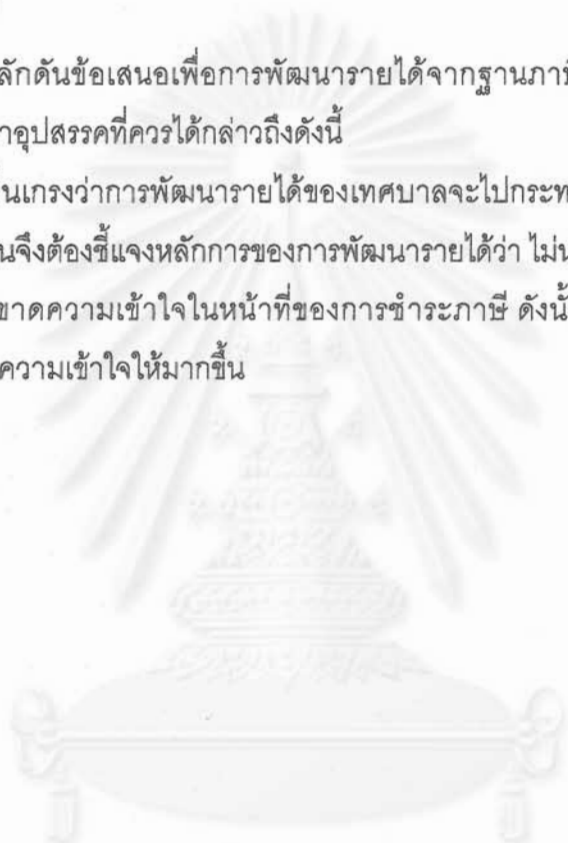 ลักดันข้อเสนอเพื่อการพัฒนารายได้จากฐานภาษี
าอุปสรรคที่ควรได้กล่าวถึงดังนี้
นเกรงว่าการพัฒนารายได้ของเทศบาลจะไปกระท
นจึงต้องชี้แจงหลักการของการพัฒนารายได้ว่า ไม่น
ขาดความเข้าใจในหน้าที่ของการชำระภาษี ดังนั้
ความเข้าใจให้มากขึ้น